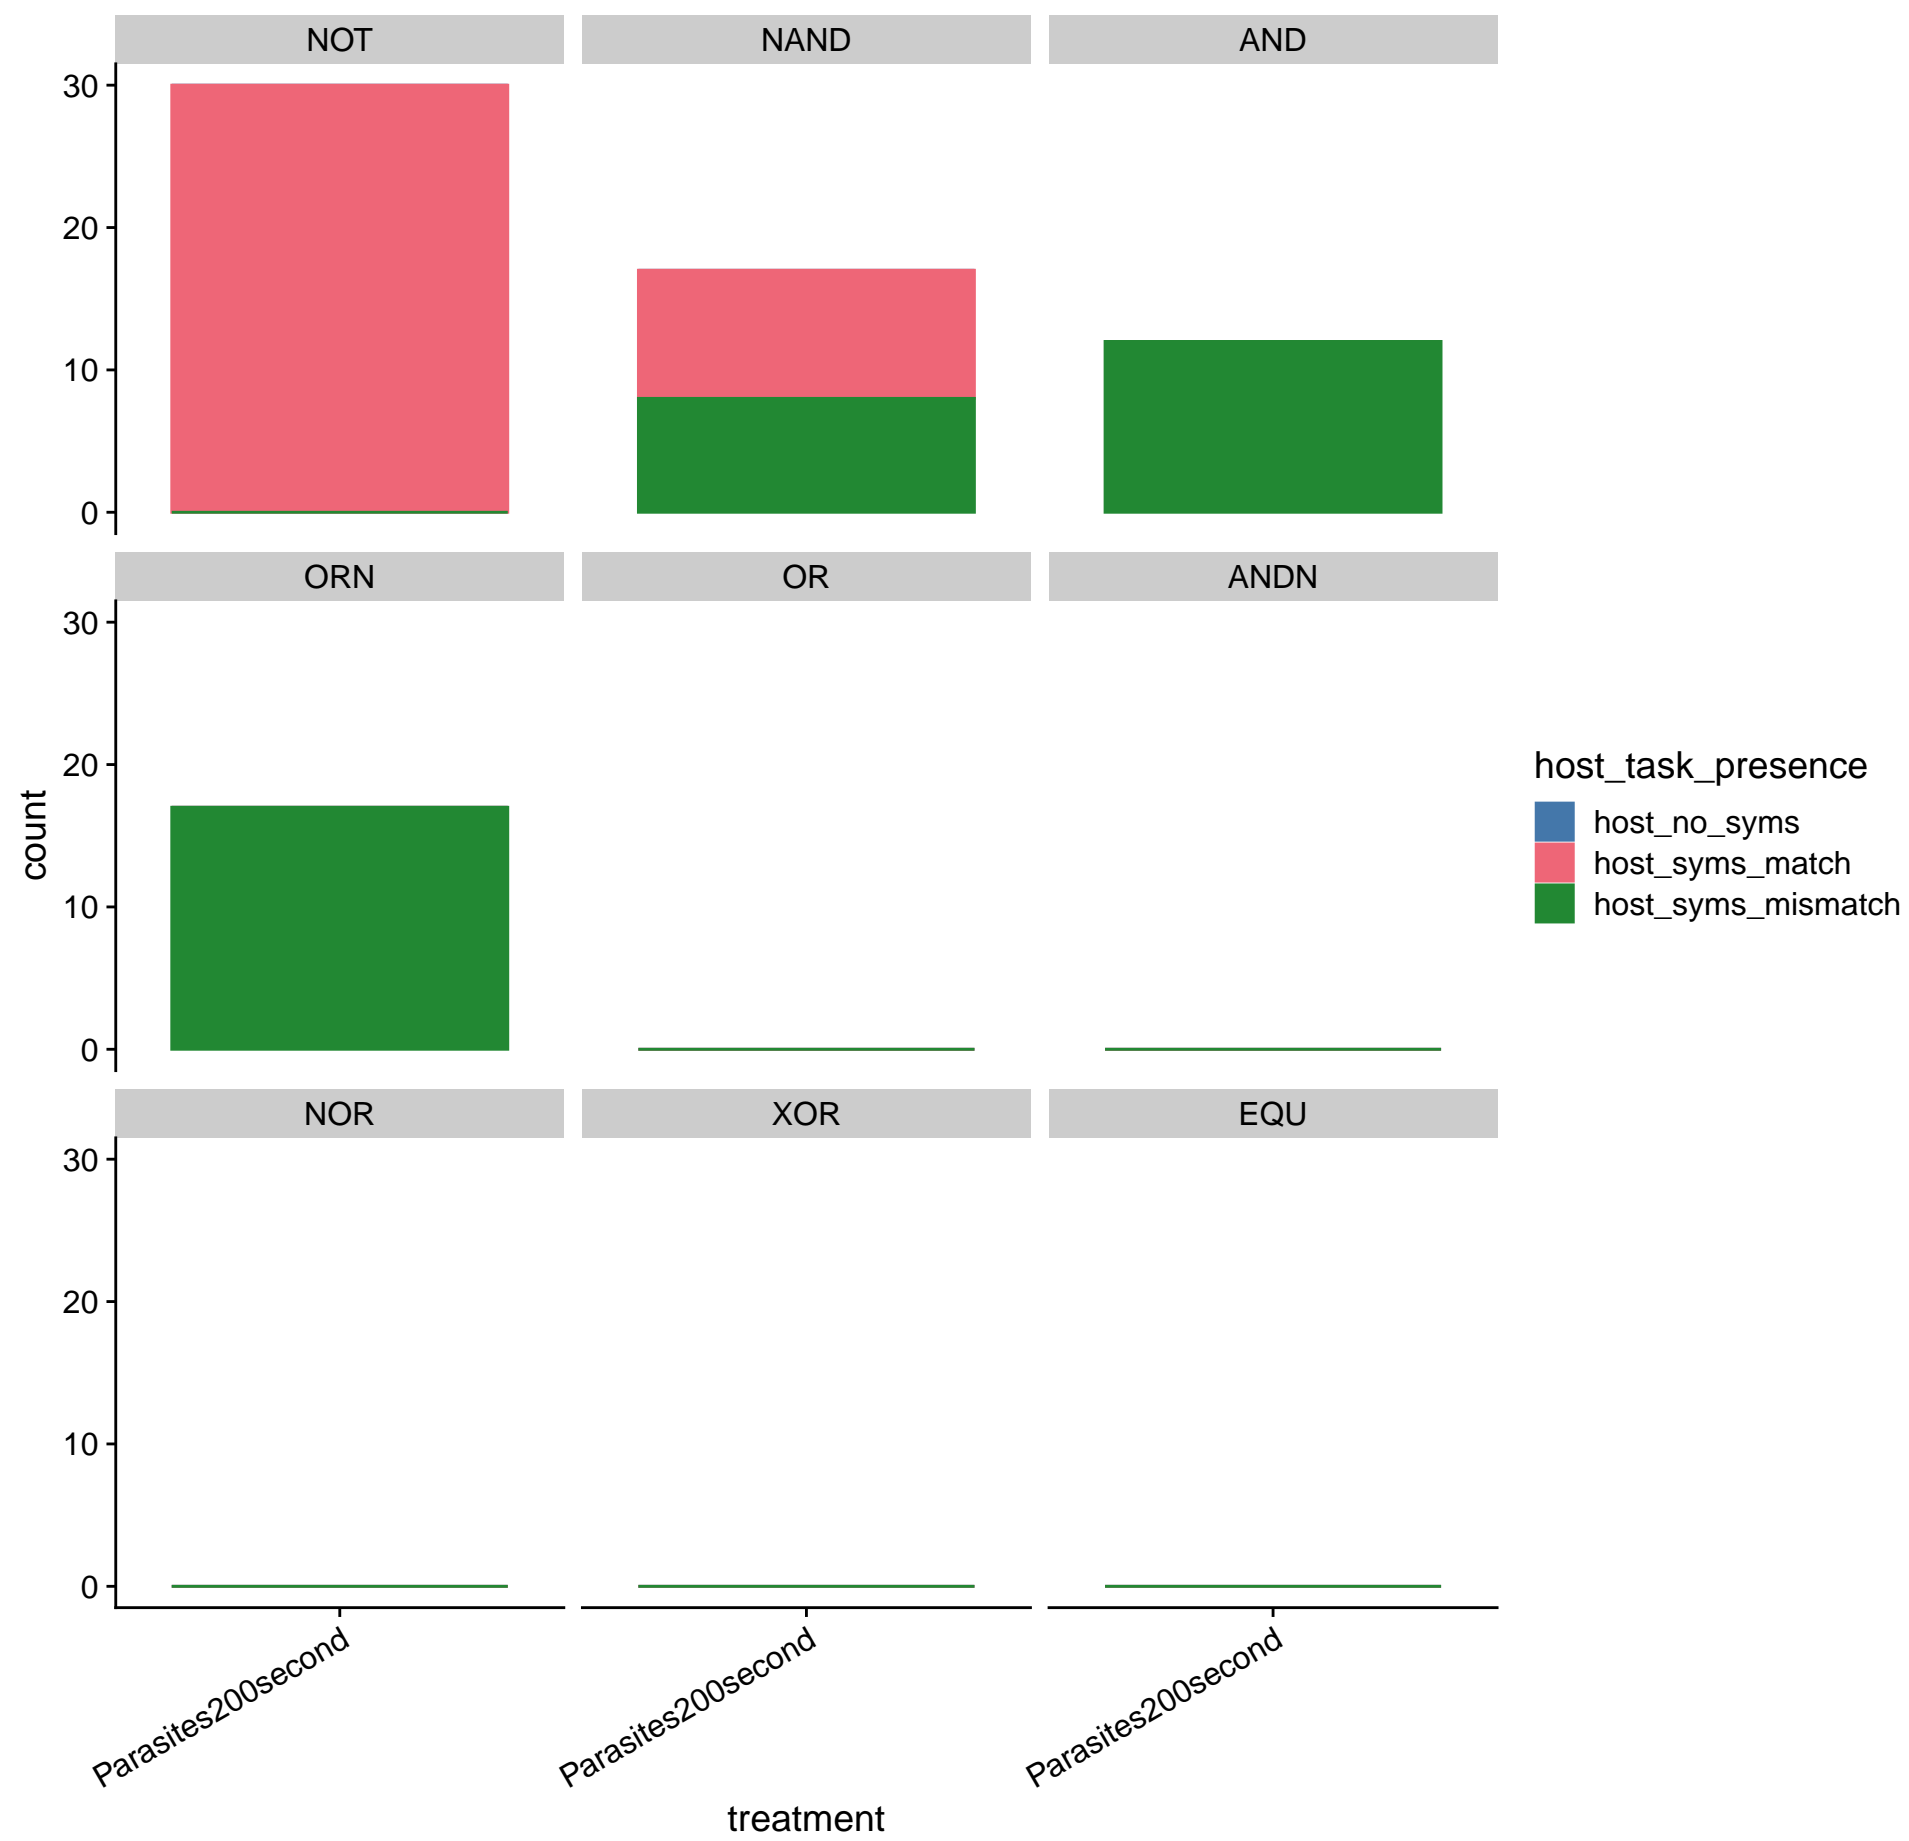 NOT NAND AND
30
20
10
0
ORN OR ANDN
30
20
10
0
NOR XOR EQU
30
20
10
0
count
Parasites200second Parasites200second Parasites200second
treatment
host_task_presence
host_no_syms
host_syms_match
host_syms_mismatch